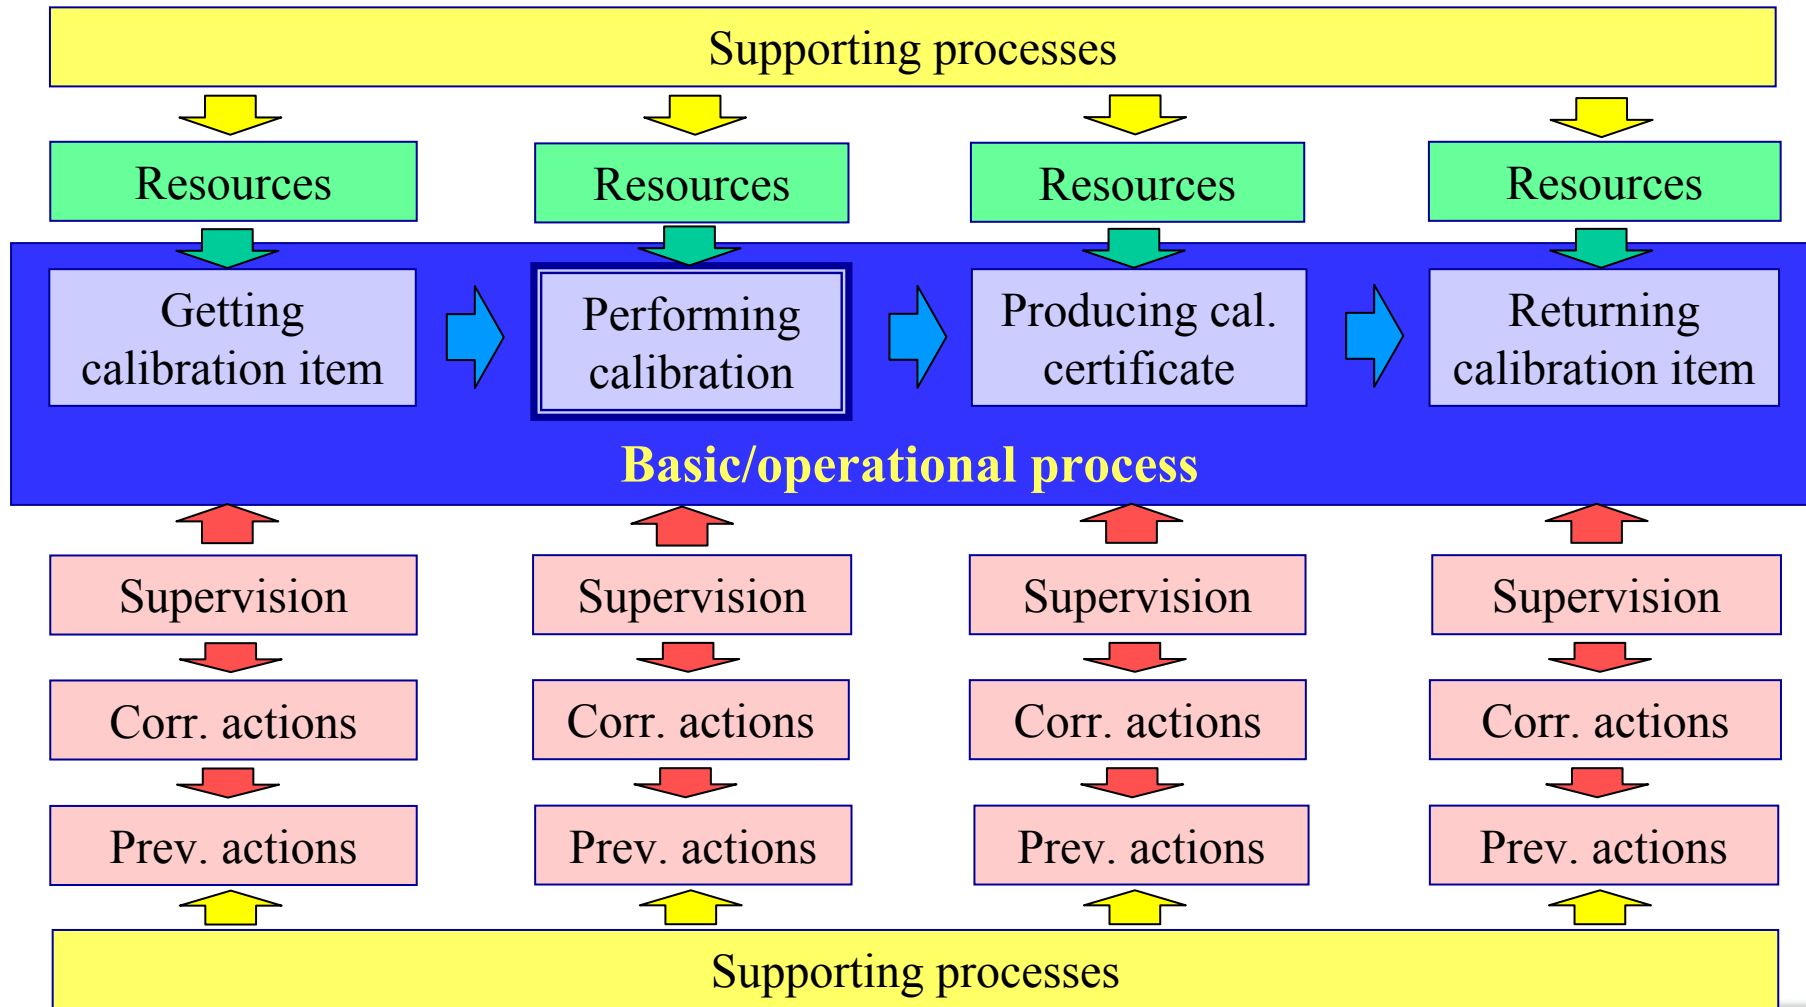 Supporting processes
Resources
Resources
Resources
Resources
Getting
calibration item
Performing
calibration
Producing cal.
certificate
Returning
calibration item
Basic/operational process
Supervision
Supervision
Supervision
Supervision
Corr. actions
Corr. actions
Corr. actions
Corr. actions
Prev. actions
Prev. actions
Prev. actions
Prev. actions
Supporting processes